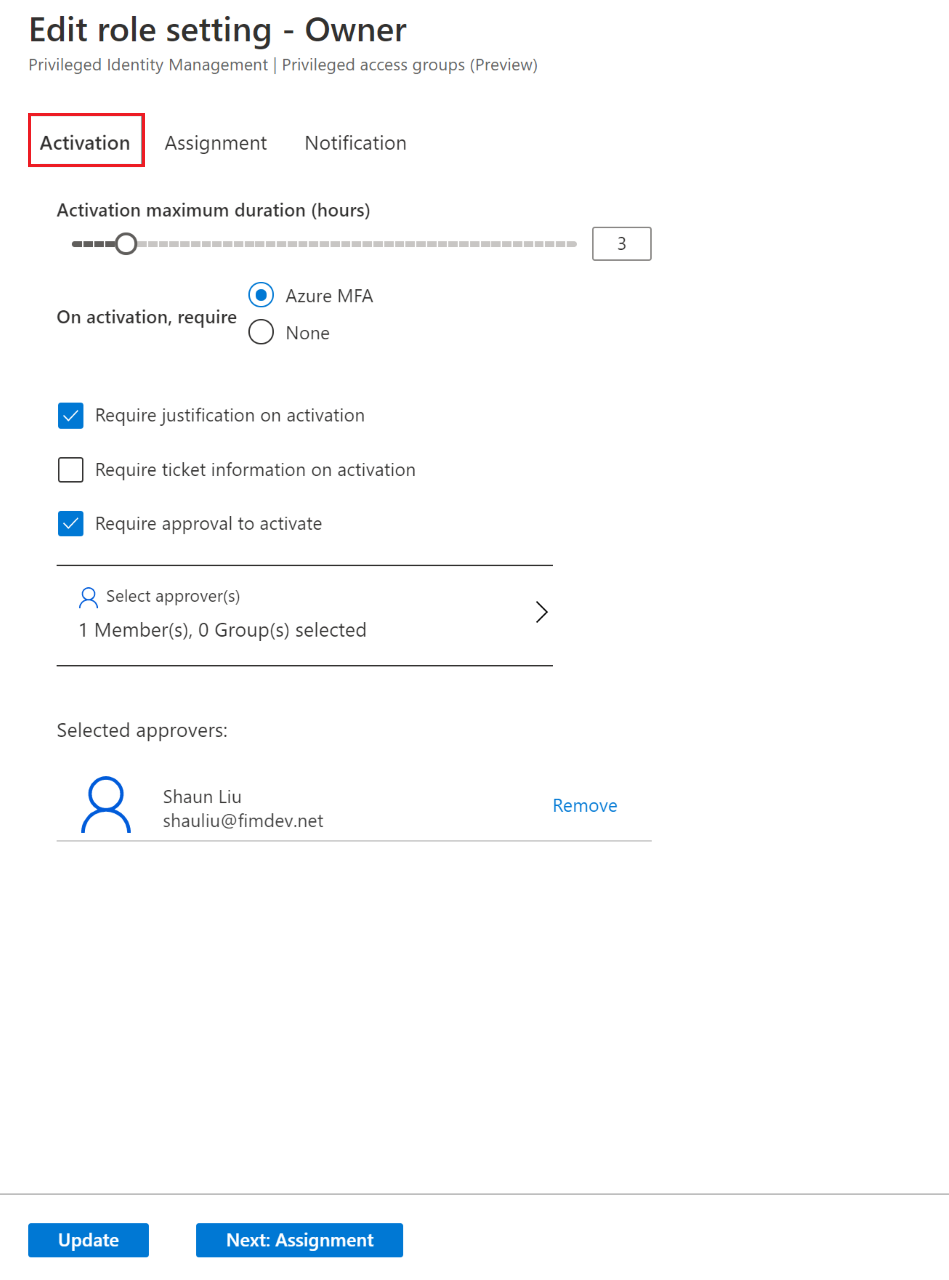 Edit role setting - Owner
Privileged Identity Management | Privileged access groups (Preview)
Activation
Assignment
Notification
Activation maximum duration (hours)
3
On activation, require
Azure MFA
None
Require justification on activation
Require ticket information on activation
Require approval to activate
Select approver(s)
1 Member(s), 0 Group(s) selected
Selected approvers:
Shaun Liu
shauliu@fimdev.net
Remove
Update
Next: Assignment